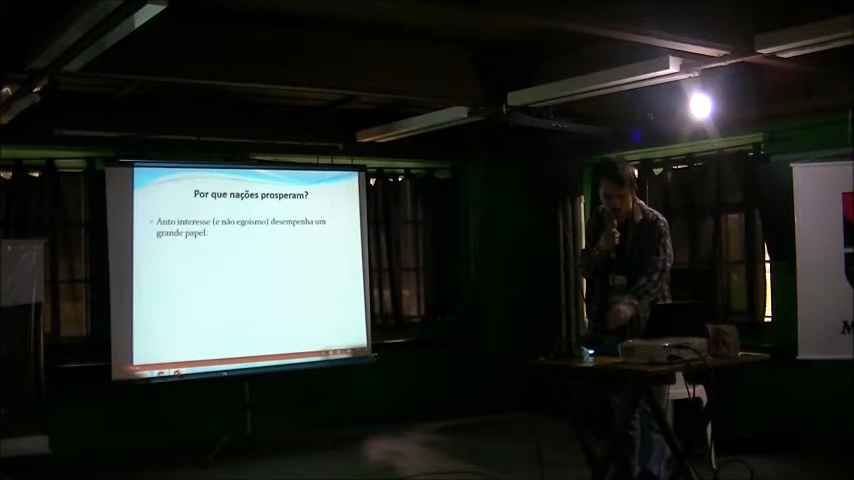 Por que nações prosperam?
Auto interesse (e não egoísmo) desempenha um
grande papel.